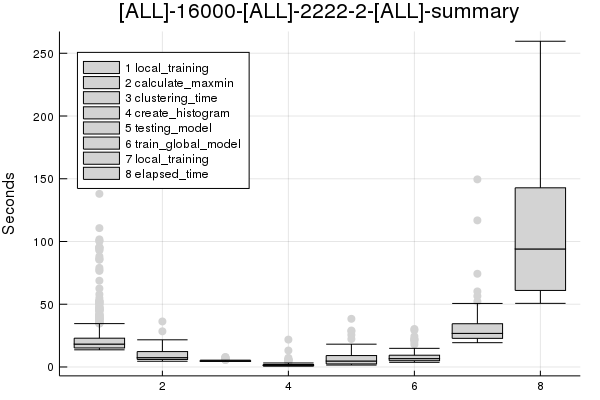 [ALL]-16000-[ALL]-2222-2-[ALL]-summary
250
200
150
100
50
0
Seconds
1 local_training
2 calculate_maxmin
3 clustering_time
4 create_histogram
5 testing_model
6 train_global_model
7 local_training
8 elapsed_time
2 4 6 8